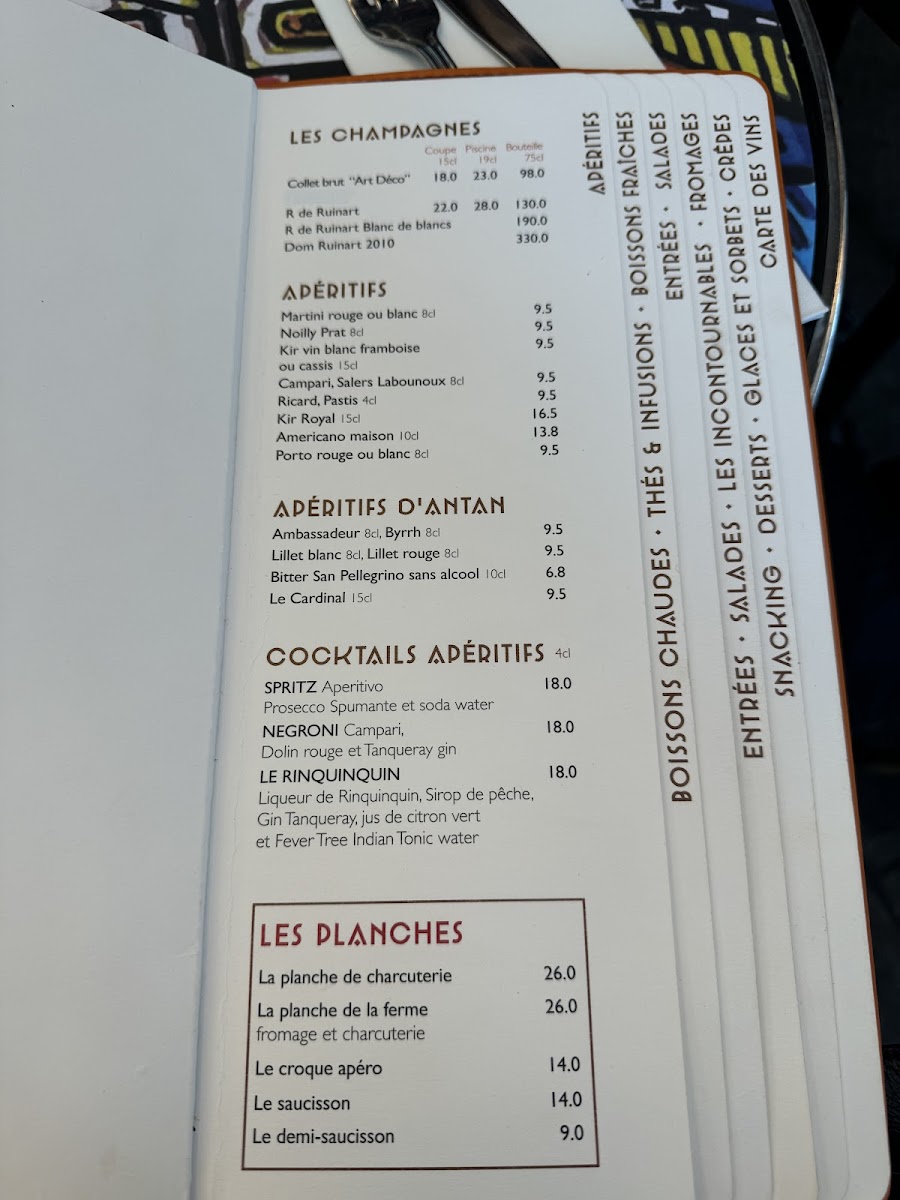 LES CHAMPAGNES
Coupe Piscine Bouteille
15cl 19cl 75cl
Collet brut "Art Déco" 18.0 23.0 98.0
R de Ruinart 22.0 28.0 130.0
R de Ruinart Blanc de blancs 190.0
Dom Ruinart 2010 330.0
APÉRITIFS
Martini rouge ou blanc 8cl 9.5
Noilly Prat 8cl 9.5
Kir vin blanc framboise 9.5
ou cassis 15cl
Campari, Salers Labounoux 8cl 9.5
Ricard, Pastis 4cl 9.5
Kir Royal 15cl 16.5
Americano maison 10cl 13.8
Porto rouge ou blanc 8cl 9.5
APÉRITIFS D'ANTAN
Ambassadeur 8cl, Byrrh 8cl 9.5
Lillet blanc 8cl, Lillet rouge 8cl 9.5
Bitter San Pellegrino sans alcool 10cl 6.8
Le Cardinal 15cl 9.5
COCKTAILS APÉRITIFS 4cl
SPRITZ Aperitivo 18.0
Prosecco Spumante et soda water
NEGRONI Campari, 18.0
Dolin rouge et Tanqueray gin
LE RINQUINQUIN 18.0
Liqueur de Rinquinquin, Sirop de pêche,
Gin Tanqueray, jus de citron vert
et Fever Tree Indian Tonic water
LES PLANCHES
La planche de charcuterie 26.0
La planche de la ferme 26.0
fromage et charcuterie
Le croque apéro 14.0
Le saucisson 14.0
Le demi-saucisson 9.0
APÉRITIFS
BOISSONS CHAUDES • THÉS & INFUSIONS • BOISSONS FRAÎCHES
ENTRÉES • SALADES
ENTRÉES • SALADES • LES INCONTOURNABLES • FROMAGES
SNACKING • DESSERTS • GLACES ET SORBETS • CRÊPES
CARTE DES VINS